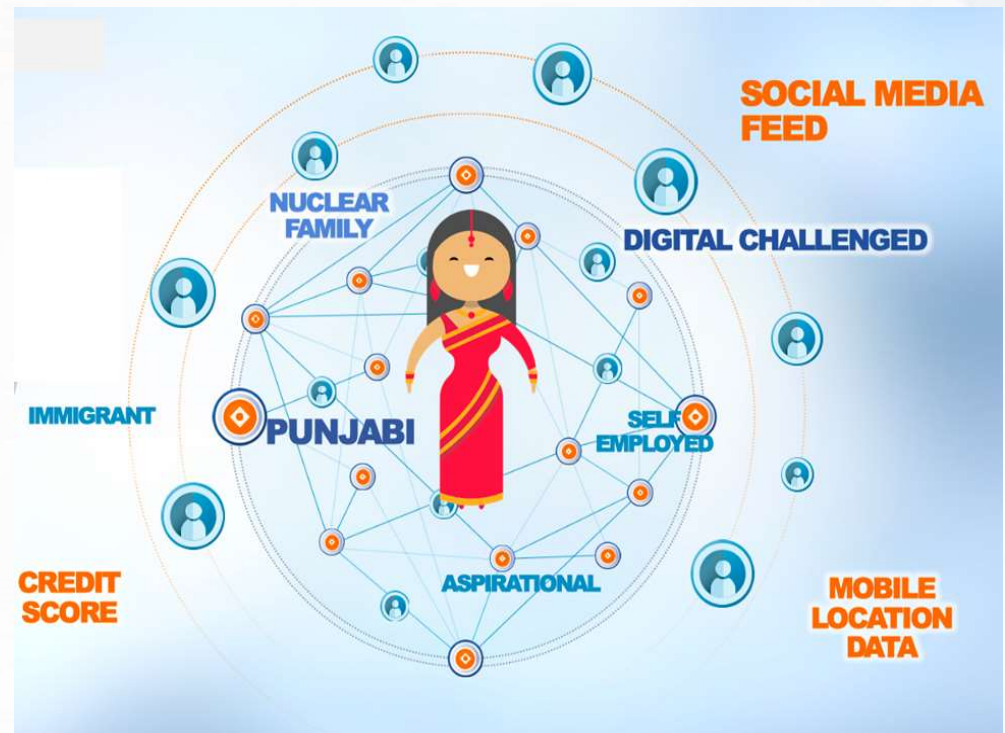 SOCIAL MEDIA
FEED
NUCLEAR
FAMILY
DIGITAL CHALLENGED
IMMIGRANT
PUNJABI
SELF
EMPLOYED
ASPIRATIONAL
CREDIT
SCORE
MOBILE
LOCATION
DATA